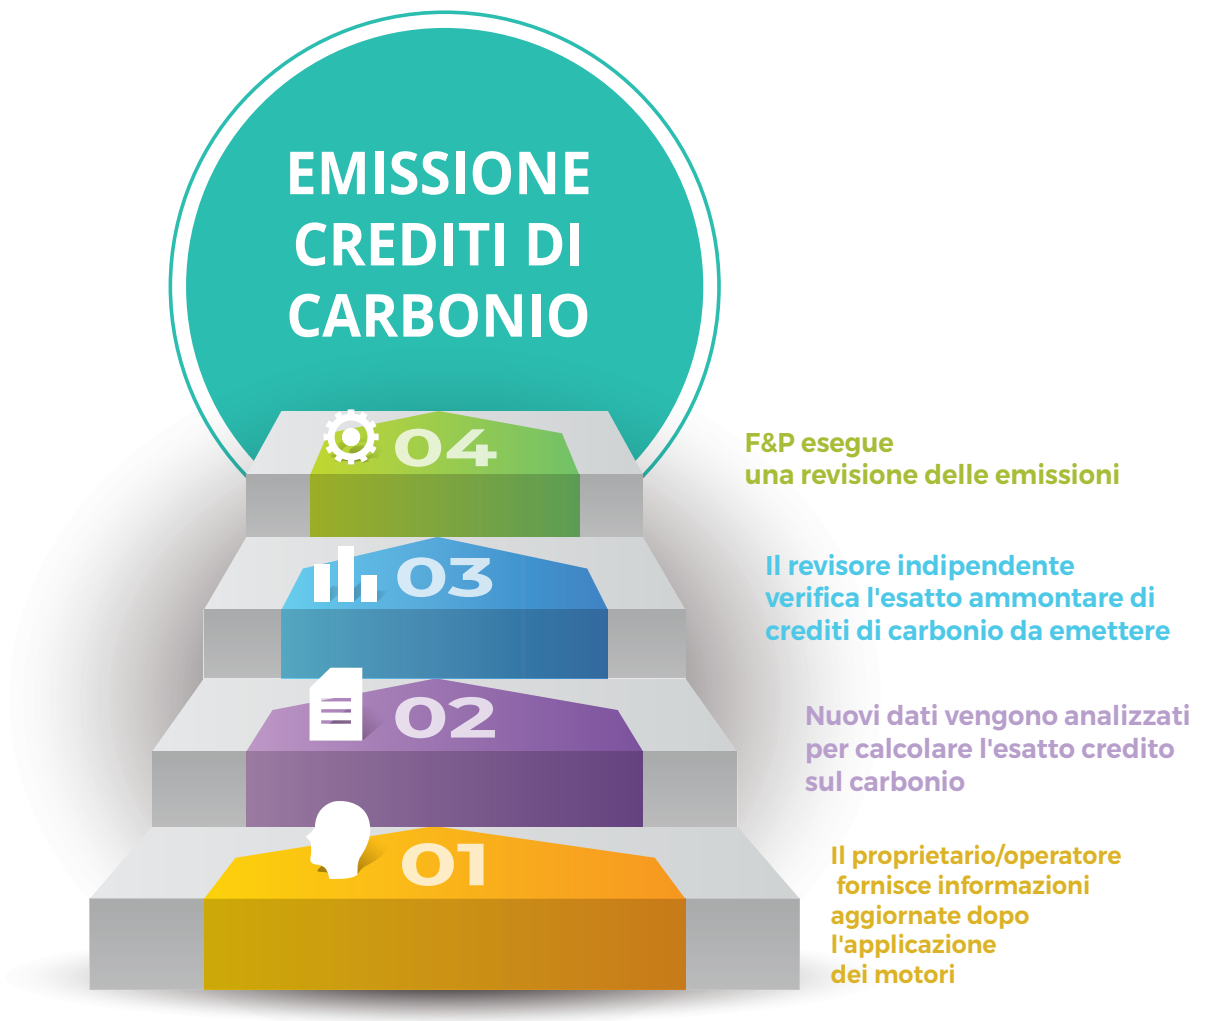 EMISSIONE
CREDITI DI
CARBONIO
04
F&P esegue
una revisione delle emissioni
03
Il revisore indipendente
verifica l'esatto ammontare di
crediti di carbonio da emettere
02
Nuovi dati vengono analizzati
per calcolare l'esatto credito
sul carbonio
01
Il proprietario/operatore
fornisce informazioni
aggiornate dopo
l'applicazione
dei motori